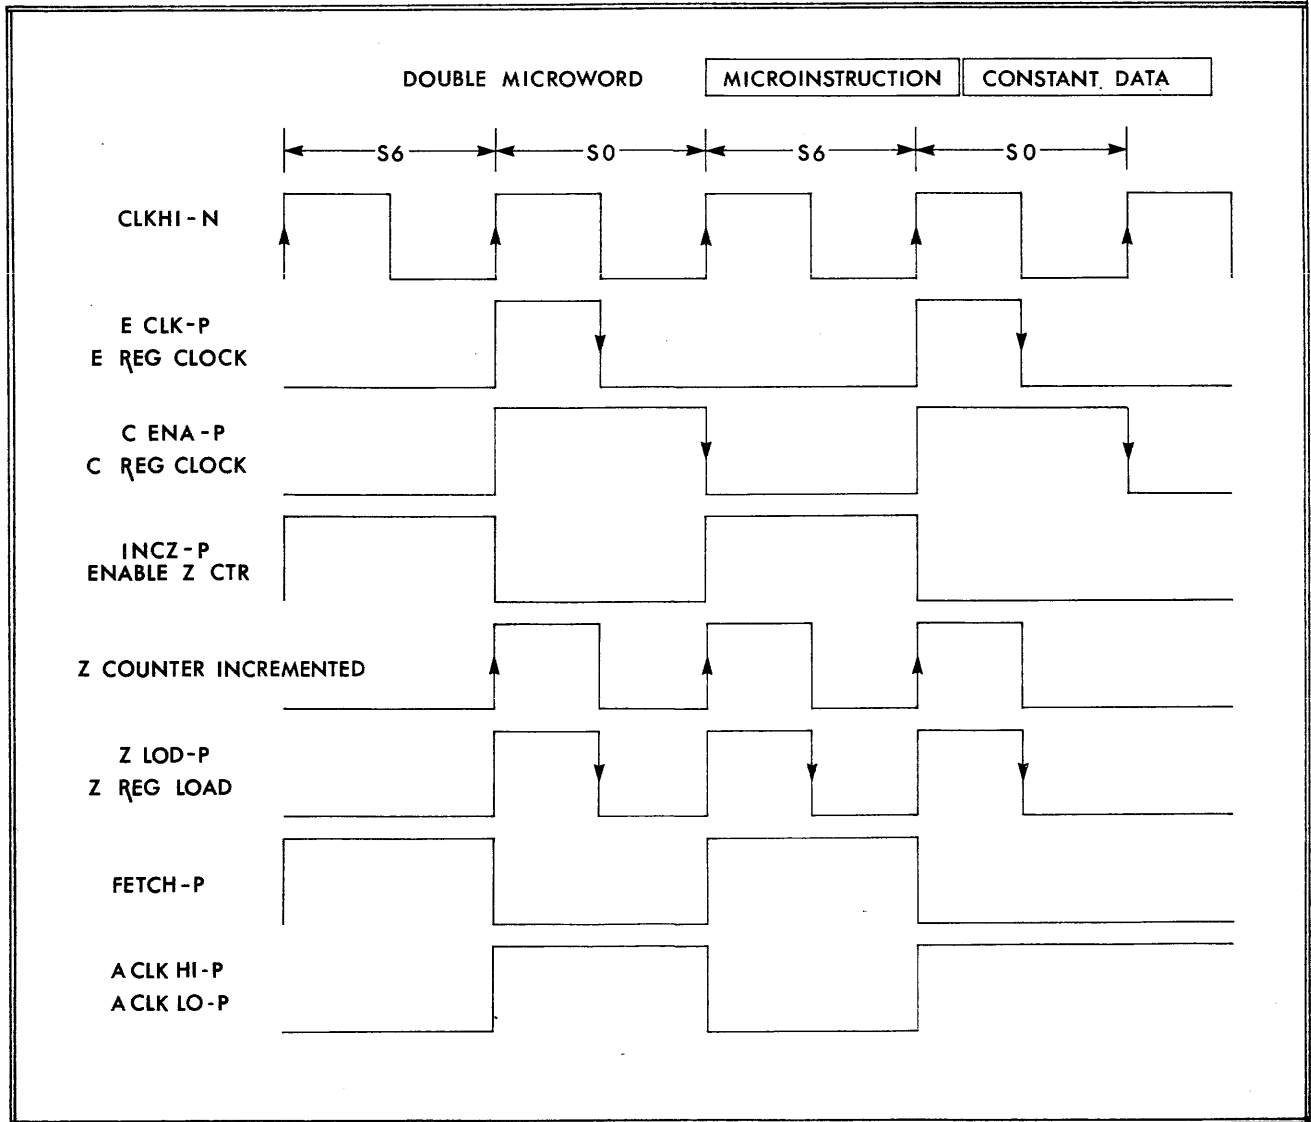 DOUBLE MICROWORD MICROINSTRUCTION CONSTANT DATA
S6 S0 S6 S0
CLKHI-N
E CLK-P
E REG CLOCK
C ENA-P
C REG CLOCK
INCZ-P
ENABLE Z CTR
Z COUNTER INCREMENTED
Z LOD-P
Z REG LOAD
FETCH-P
A CLK HI-P
A CLK LO-P